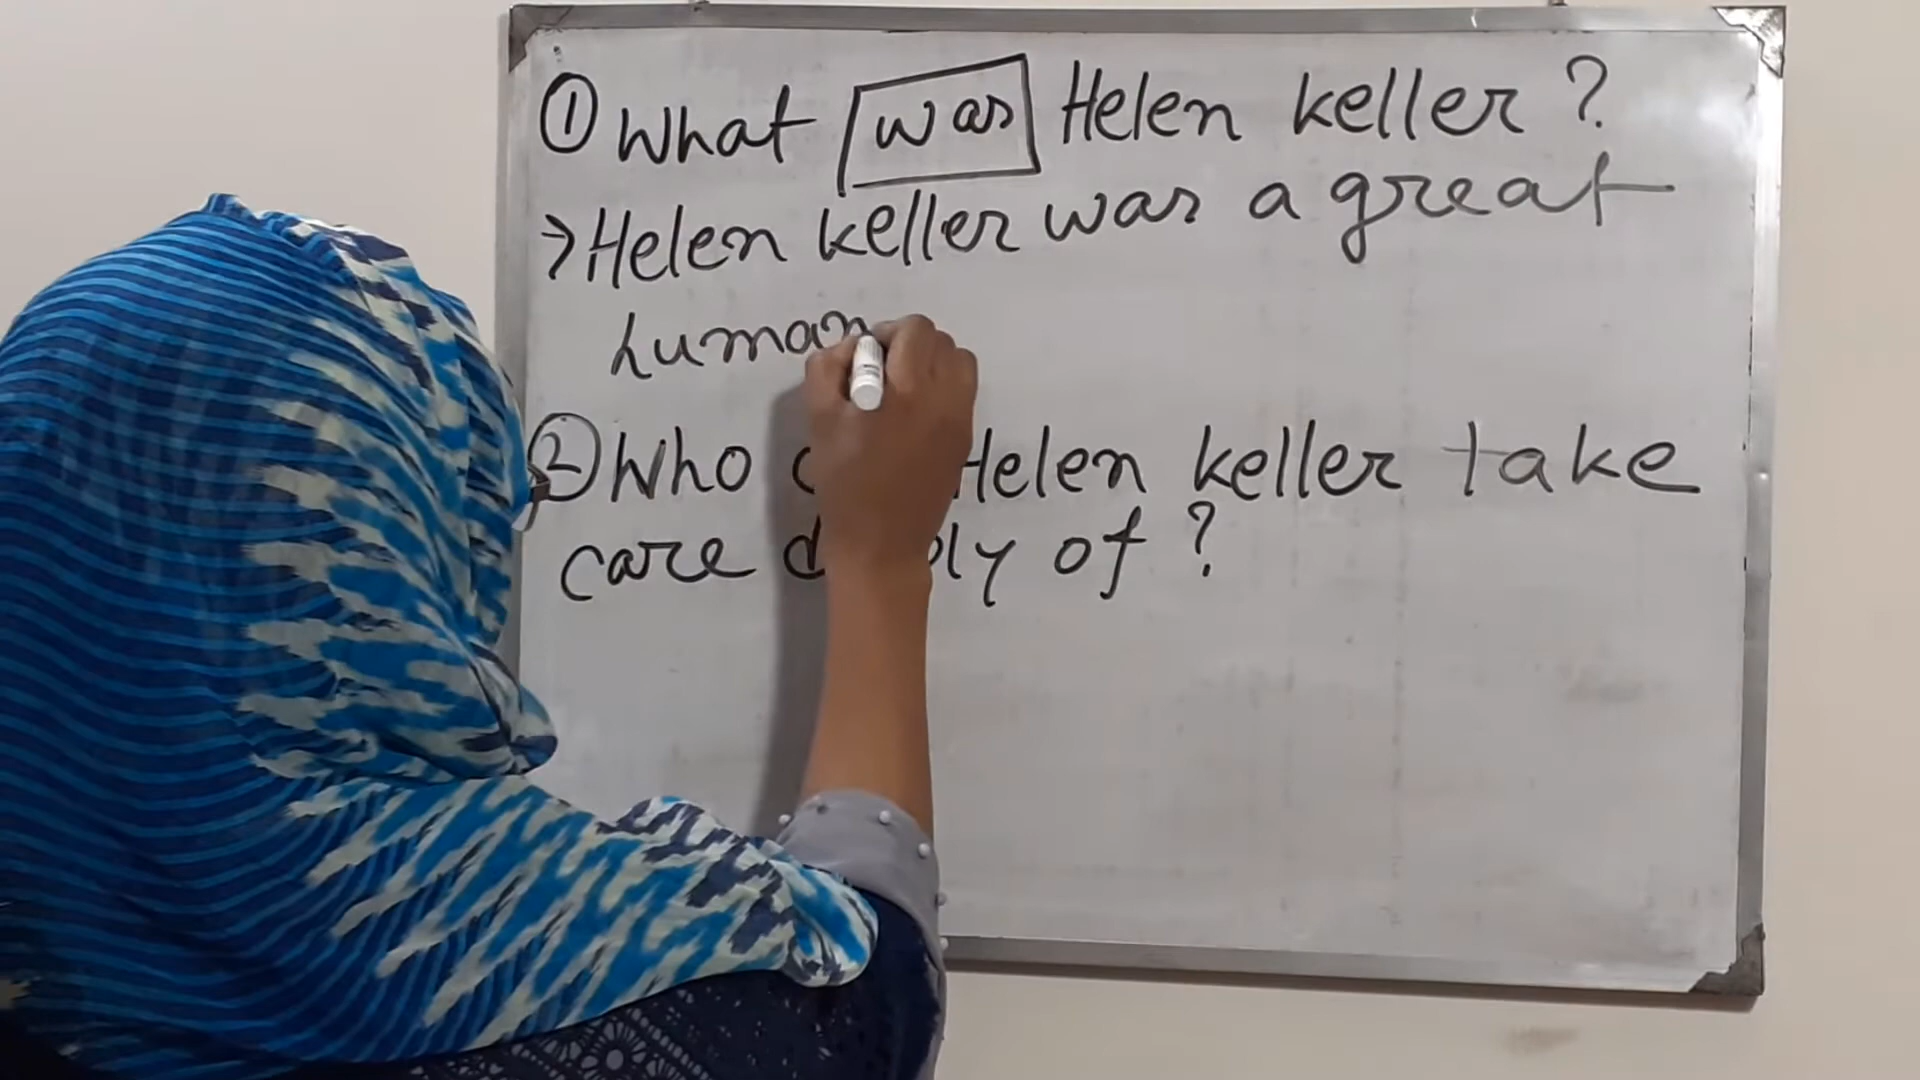 ① What was Helen keller ?
→ Helen keller was a great
human
② Who Helen keller take
care of ?